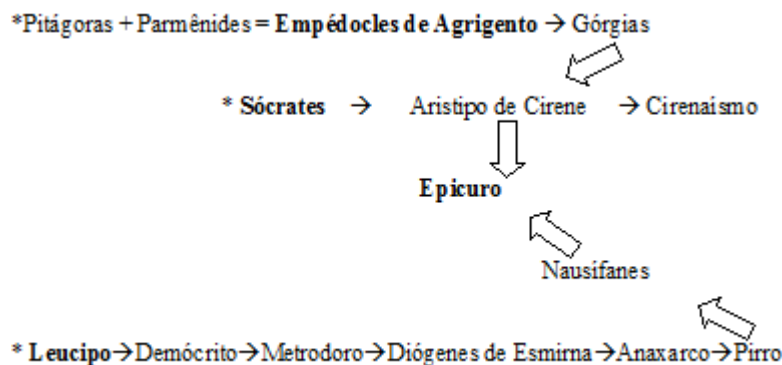 *Pitágoras + Parmênides = Empédocles de Agrigento → Górgias
* Sócrates → Aristipo de Cirene → Cirenaísmo
Epicuro
Nausífanes
* Leucipo→Demócrito→Metrodoro→Diógenes de Esmirna→Anaxarco→Pirro